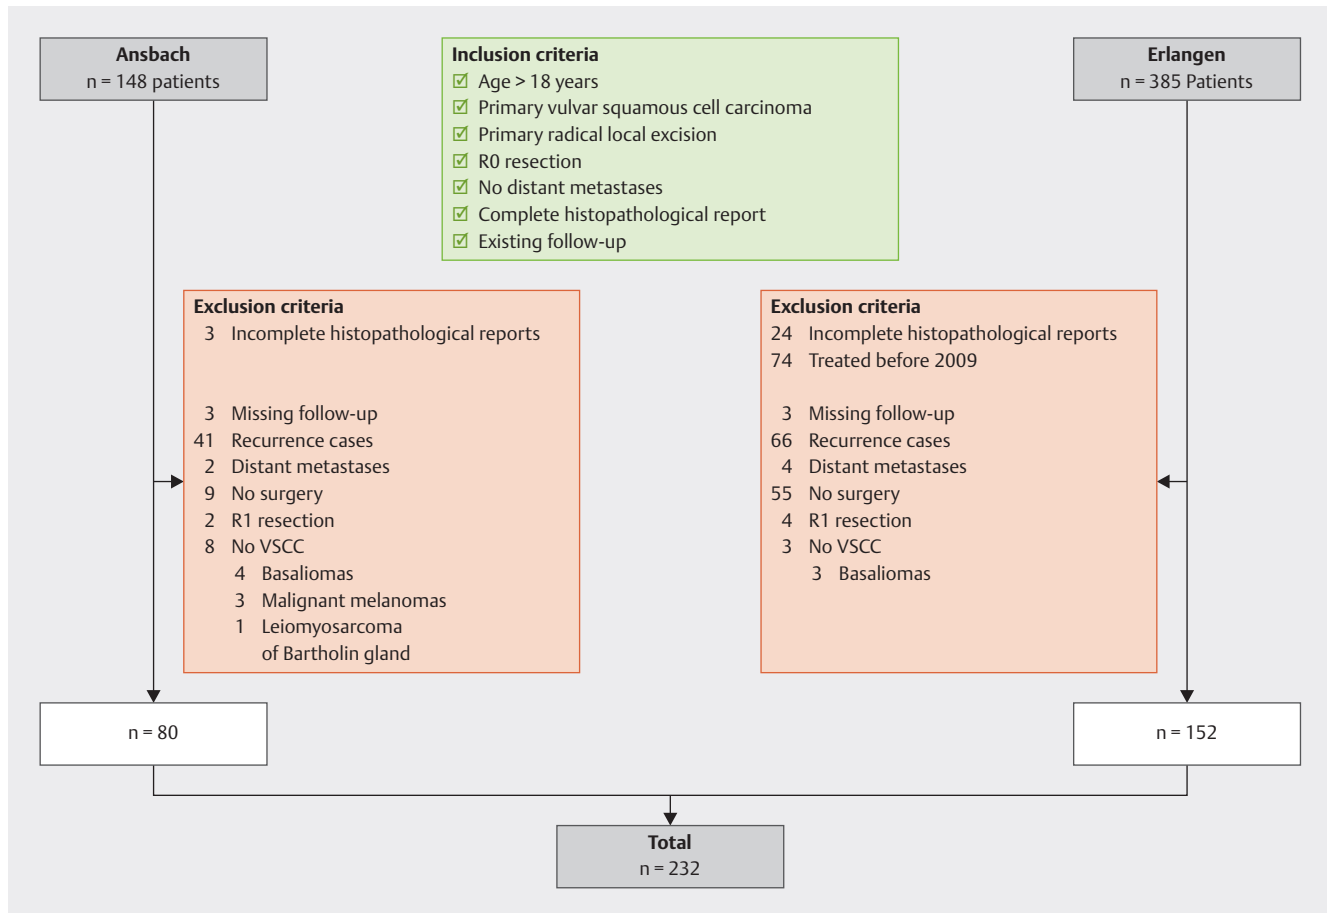 Ansbach
n = 148 patients
Inclusion criteria
☑ Age > 18 years
☑ Primary vulvar squamous cell carcinoma
☑ Primary radical local excision
☑ R0 resection
☑ No distant metastases
☑ Complete histopathological report
☑ Existing follow-up
Erlangen
n = 385 Patients
Exclusion criteria
3 Incomplete histopathological reports
3 Missing follow-up
41 Recurrence cases
2 Distant metastases
9 No surgery
2 R1 resection
8 No VSCC
4 Basaliomas
3 Malignant melanomas
1 Leiomyosarcoma
of Bartholin gland
Exclusion criteria
24 Incomplete histopathological reports
74 Treated before 2009
3 Missing follow-up
66 Recurrence cases
4 Distant metastases
55 No surgery
4 R1 resection
3 No VSCC
3 Basaliomas
n = 80
n = 152
Total
n = 232